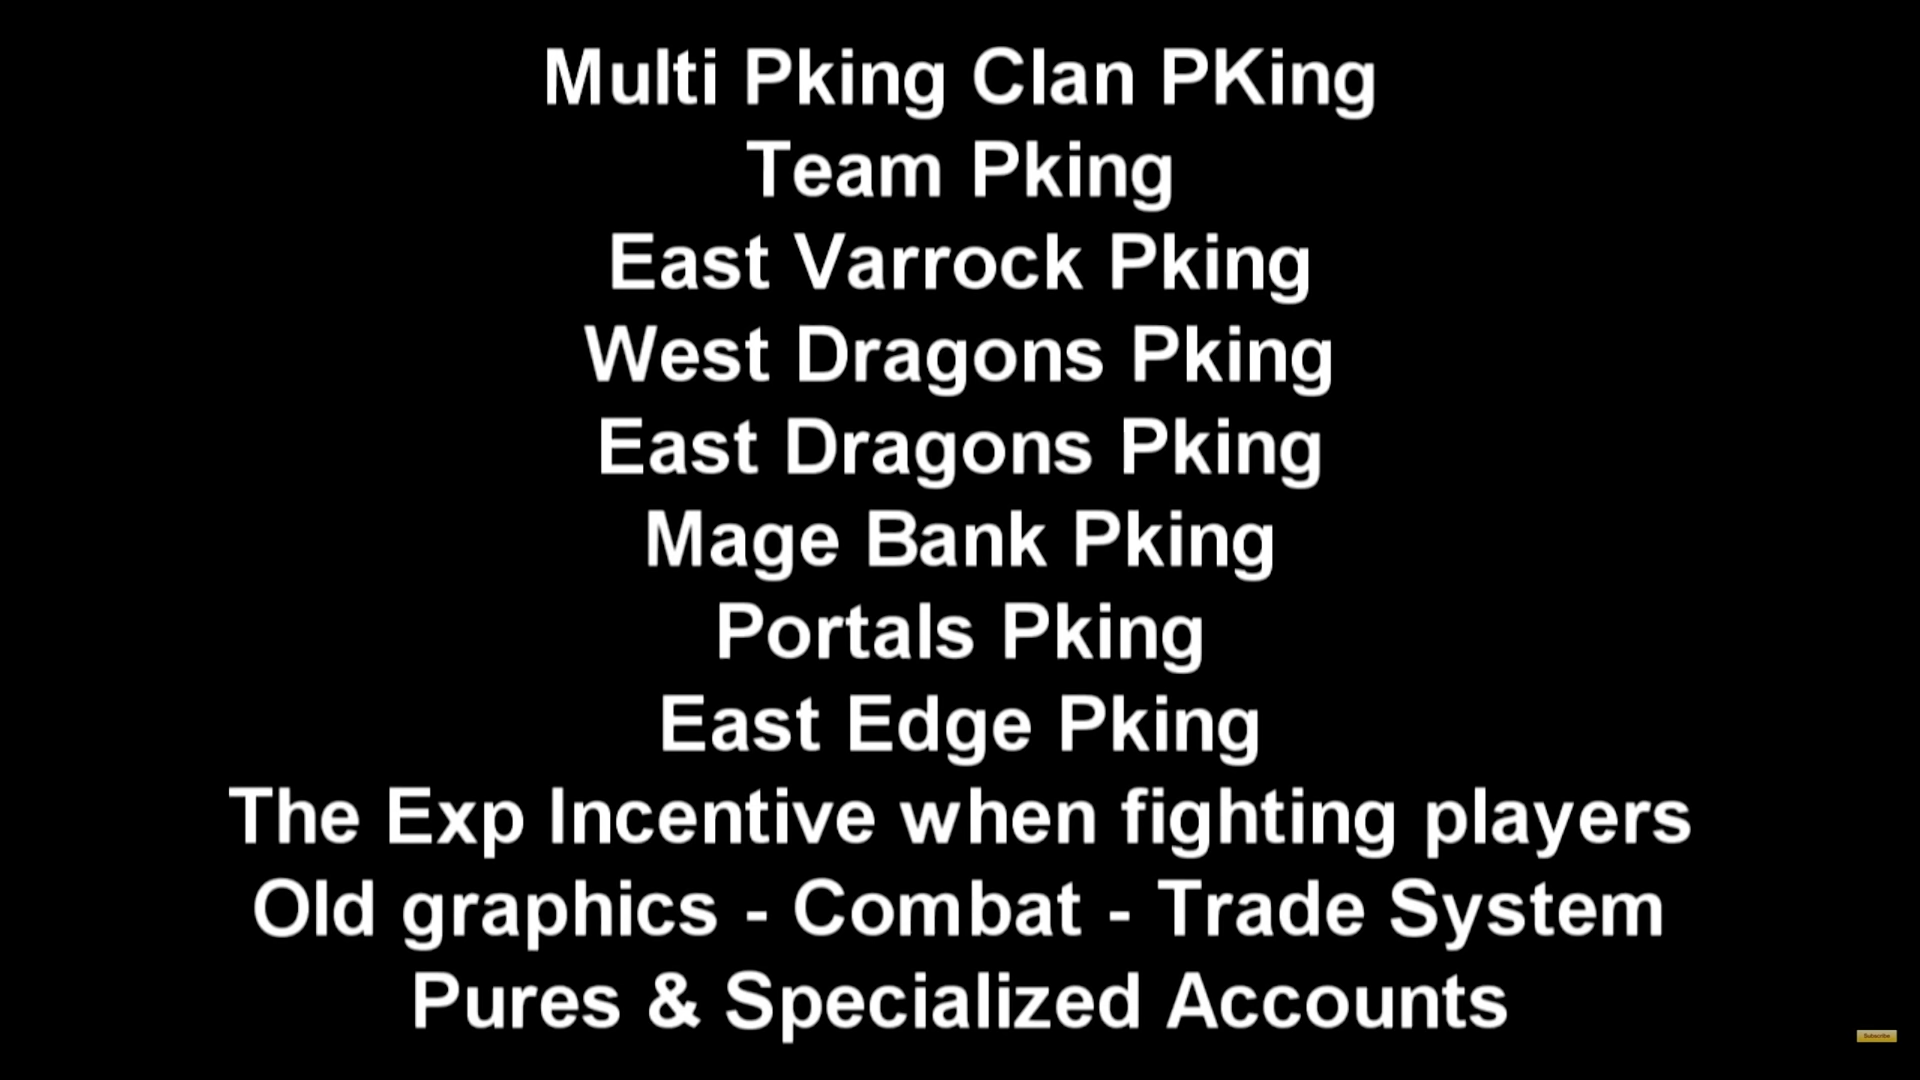 Multi Pking Clan PKing
Team Pking
East Varrock Pking
West Dragons Pking
East Dragons Pking
Mage Bank Pking
Portals Pking
East Edge Pking
The Exp Incentive when fighting players
Old graphics - Combat - Trade System
Pures & Specialized Accounts
Subscribe